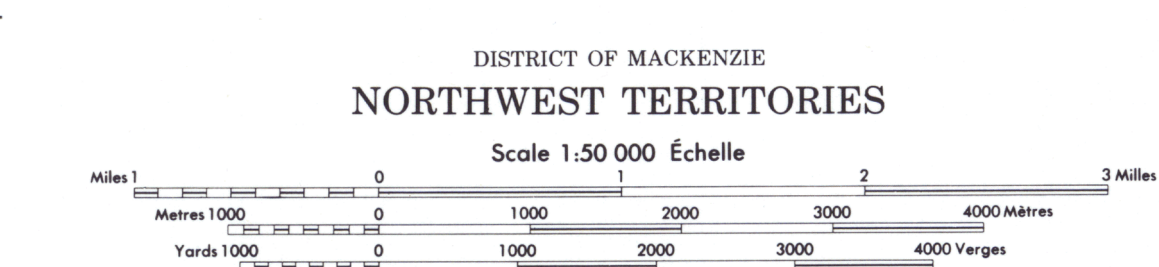 DISTRICT OF MACKENZIE
NORTHWEST TERRITORIES
Scale 1:50 000 Échelle
Miles 1 0 1 2 3 Milles
Metres 1000 0 1000 2000 3000 4000 Mètres
Yards 1000 0 1000 2000 3000 4000 Verges